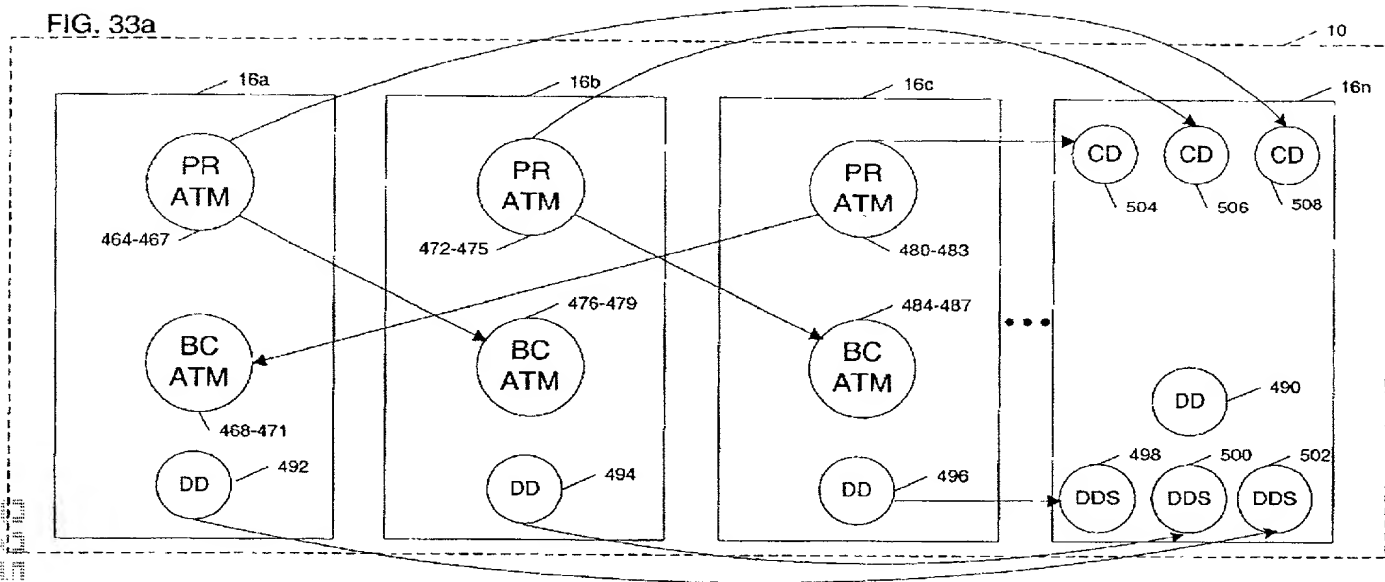 FIG. 33a
10
16a
16b
16c
16n
PR
ATM
464-467
PR
ATM
472-475
PR
ATM
480-483
CD
504
CD
506
CD
508
BC
ATM
468-471
476-479
BC
ATM
484-487
BC
ATM
•••
DD
490
DD
492
DD
494
DD
496
498
DDS
500
DDS
502
DDS